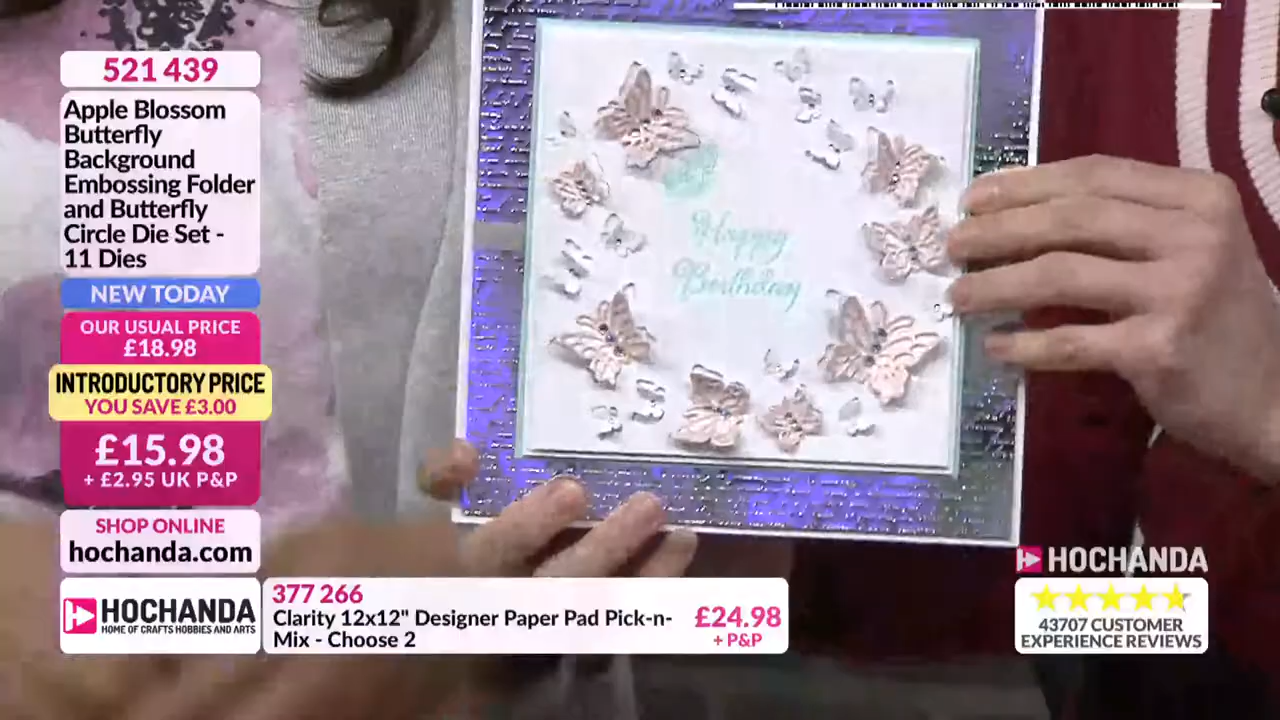 521 439
Apple Blossom
Butterfly
Background
Embossing Folder
and Butterfly
Circle Die Set -
11 Dies
NEW TODAY
OUR USUAL PRICE
£18.98
INTRODUCTORY PRICE
YOU SAVE £3.00
£15.98
+ £2.95 UK P&P
SHOP ONLINE
hochanda.com
HOCHANDA
HOME OF CRAFTS HOBBIES AND ARTS
377 266
Clarity 12x12" Designer Paper Pad Pick-n-
Mix - Choose 2
£24.98
+ P&P
Happy
Birthday
HOCHANDA
43707 CUSTOMER
EXPERIENCE REVIEWS